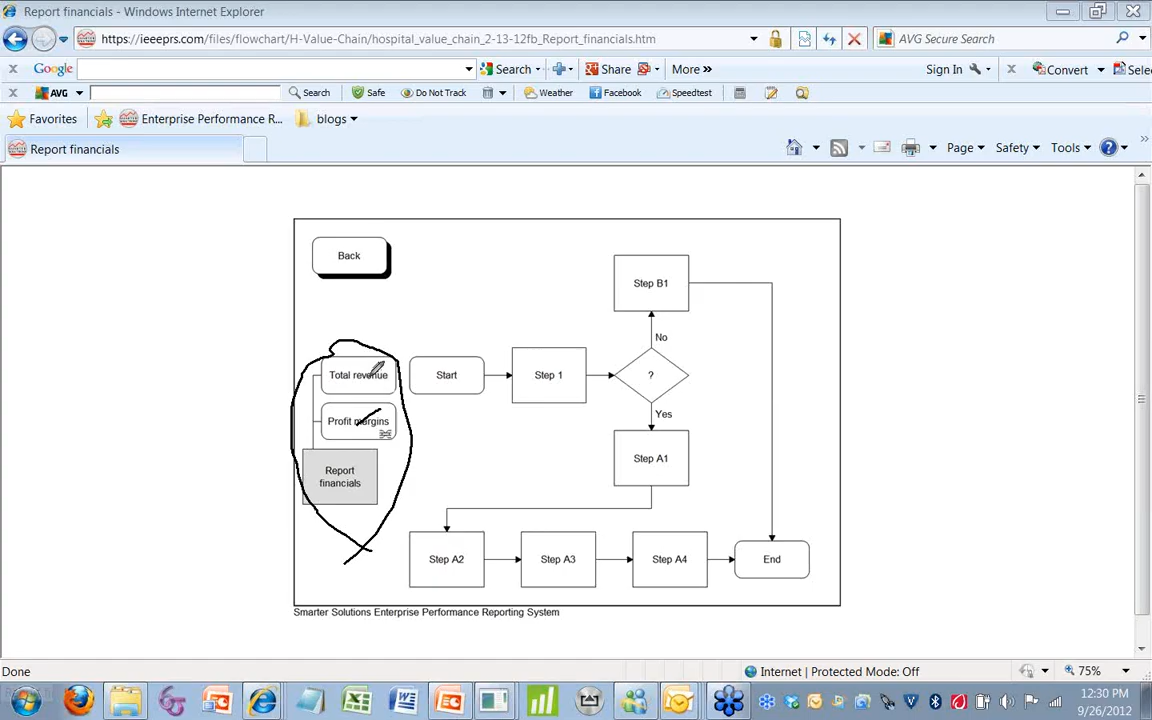 Report financials - Windows Internet Explorer
https://ieeeprs.com/files/flowchart/H-Value-Chain/hospital_value_chain_2-13-12fb_Report_financials.htm
AVG Secure Search
X Google Search Share More » Sign In X Convert Selec
X AVG Search Safe Do Not Track Weather Facebook Speedtest
Favorites Enterprise Performance R... blogs
Report financials Page Safety Tools
Back
Step B1
No
Total revenue Start Step 1 ?
Yes
Profit margins
Step A1
Report
financials
Step A2 Step A3 Step A4 End
Smarter Solutions Enterprise Performance Reporting System
Done Internet | Protected Mode: Off 75%
12:30 PM
9/26/2012